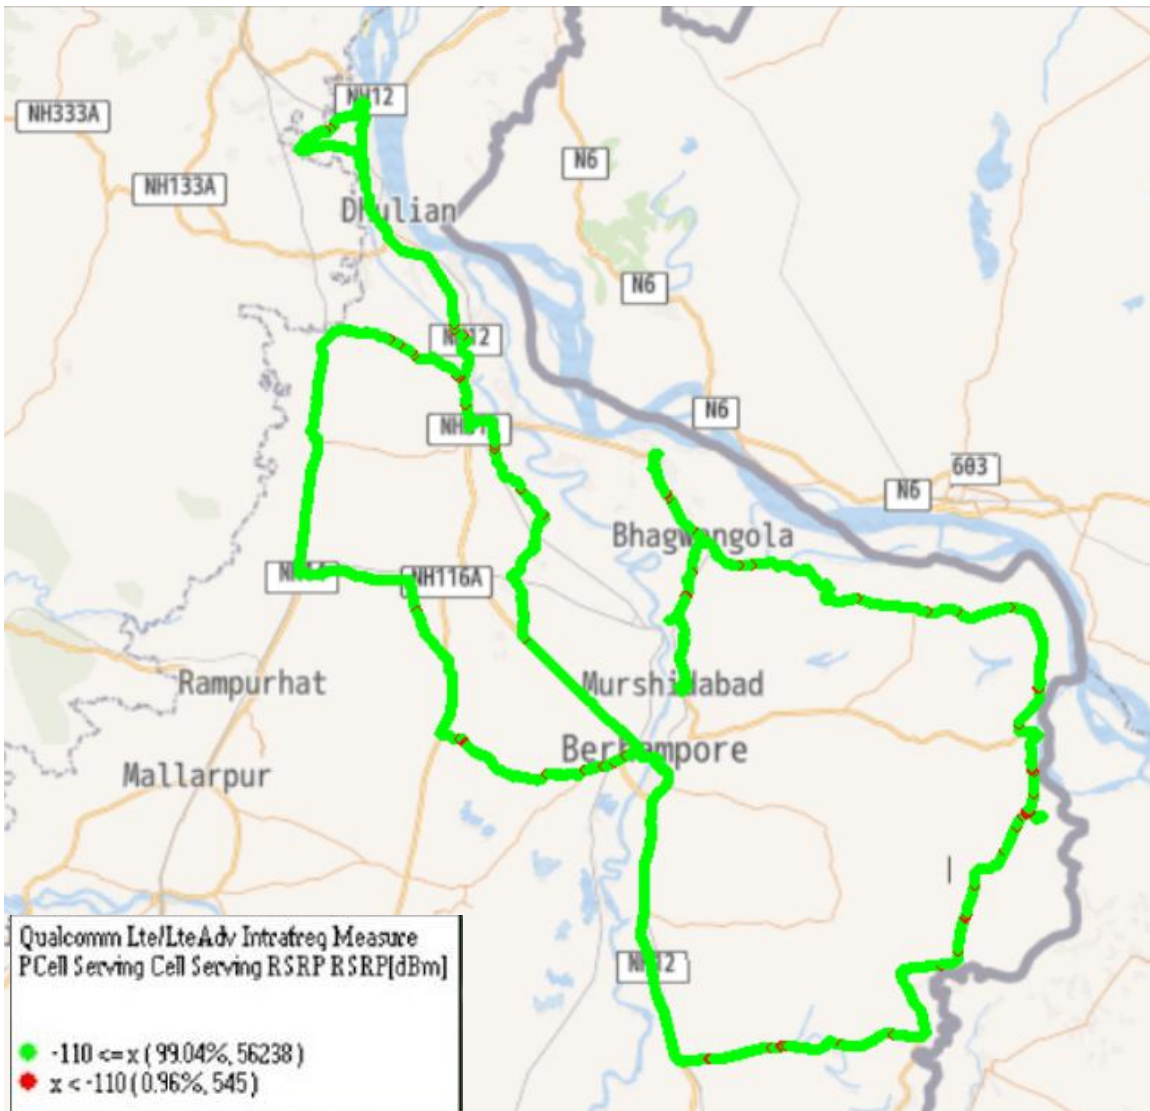 NH12
NH333A
N6
NH133A
Dhulian
N6
NH12
N6
603
N6
Bhagwangola
NH116A
Rampurhat
Murshidabad
Berhampore
Mallarpur
NH12
Qualcomm Lte/LteAdv Intrafreq Measure
PCell Serving Cell Serving RSRP RSRP[dBm]
-110 <= x ( 99.04%, 56238 )
x < -110 ( 0.96%, 545 )